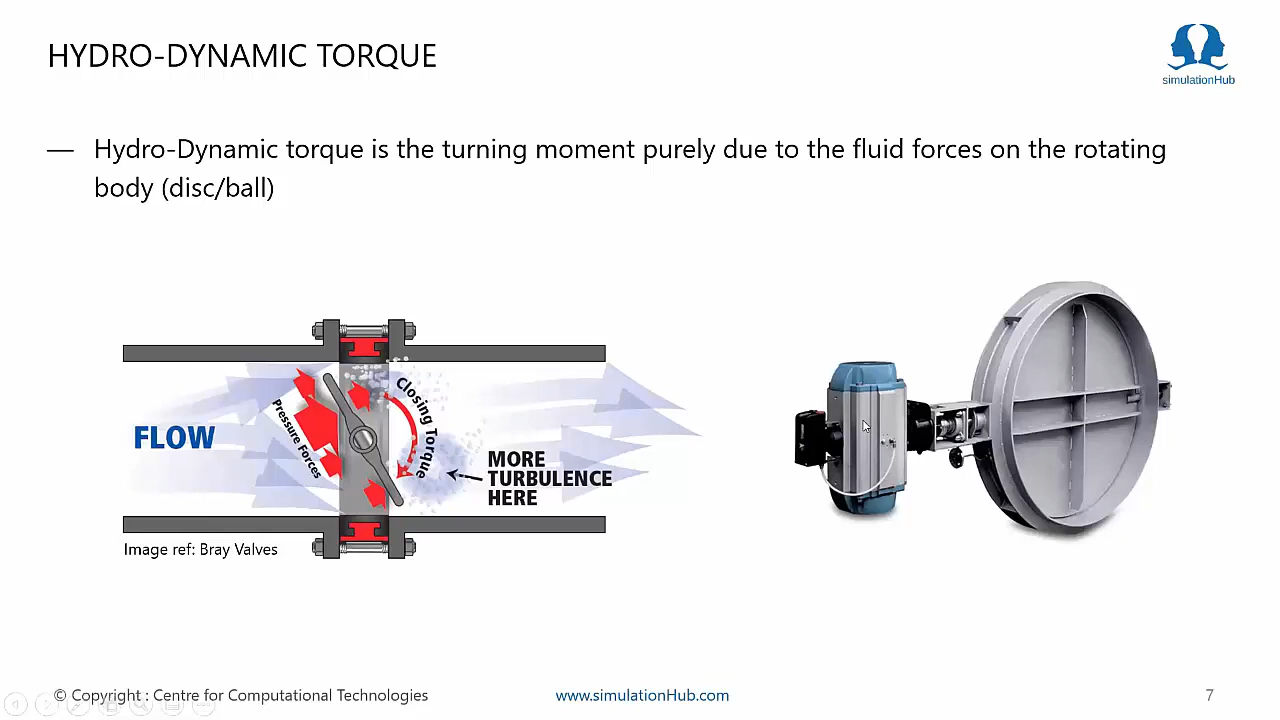 HYDRO-DYNAMIC TORQUE
simulationHub
— Hydro-Dynamic torque is the turning moment purely due to the fluid forces on the rotating
body (disc/ball)
FLOW
Pressure Forces
Closing Torque
MORE
TURBULENCE
HERE
Image ref: Bray Valves
© Copyright : Centre for Computational Technologies
www.simulationHub.com
7